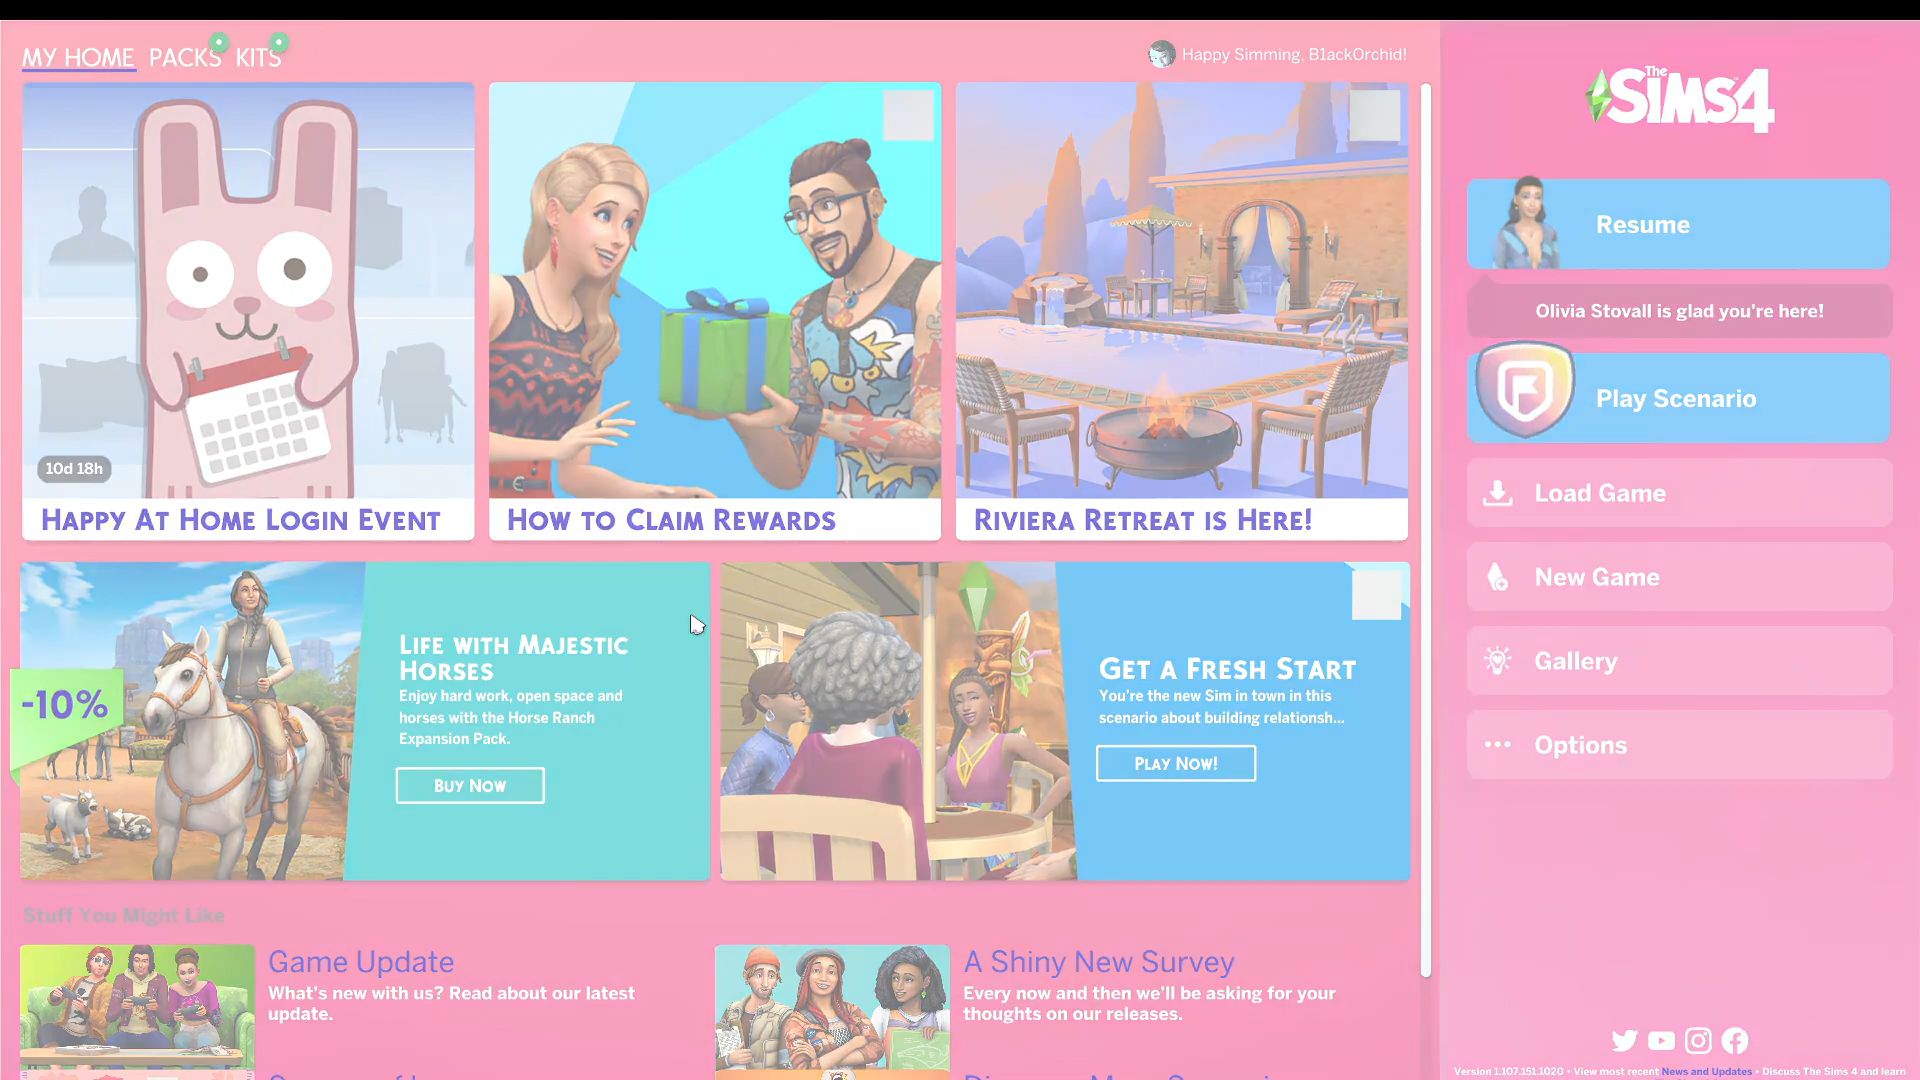 MY HOME PACKS KITS
Happy Simming, B1ackOrchid!
10d 18h
HAPPY AT HOME LOGIN EVENT
HOW TO CLAIM REWARDS
RIVIERA RETREAT IS HERE!
-10%
LIFE WITH MAJESTIC
HORSES
Enjoy hard work, open space and
horses with the Horse Ranch
Expansion Pack.
BUY NOW
GET A FRESH START
You're the new Sim in town in this
scenario about building relationsh...
PLAY NOW!
Stuff You Might Like
Game Update
What's new with us? Read about our latest
update.
A Shiny New Survey
Every now and then we'll be asking for your
thoughts on our releases.
The SIMS 4
Resume
Olivia Stovall is glad you're here!
Play Scenario
Load Game
New Game
Gallery
Options
Version 1.107.151.1020 • View most recent News and Updates • Discuss The Sims 4 and learn